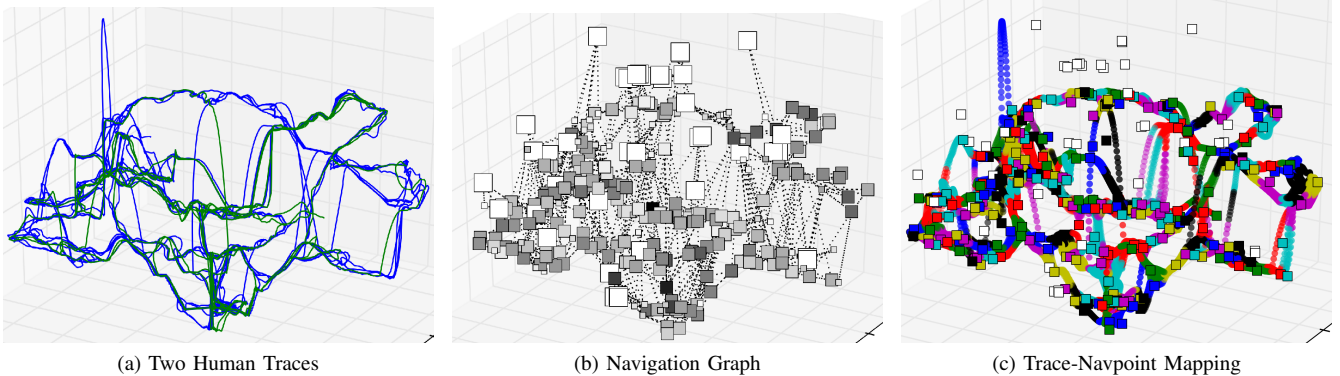 (a) Two Human Traces
(b) Navigation Graph
(c) Trace-Navpoint Mapping